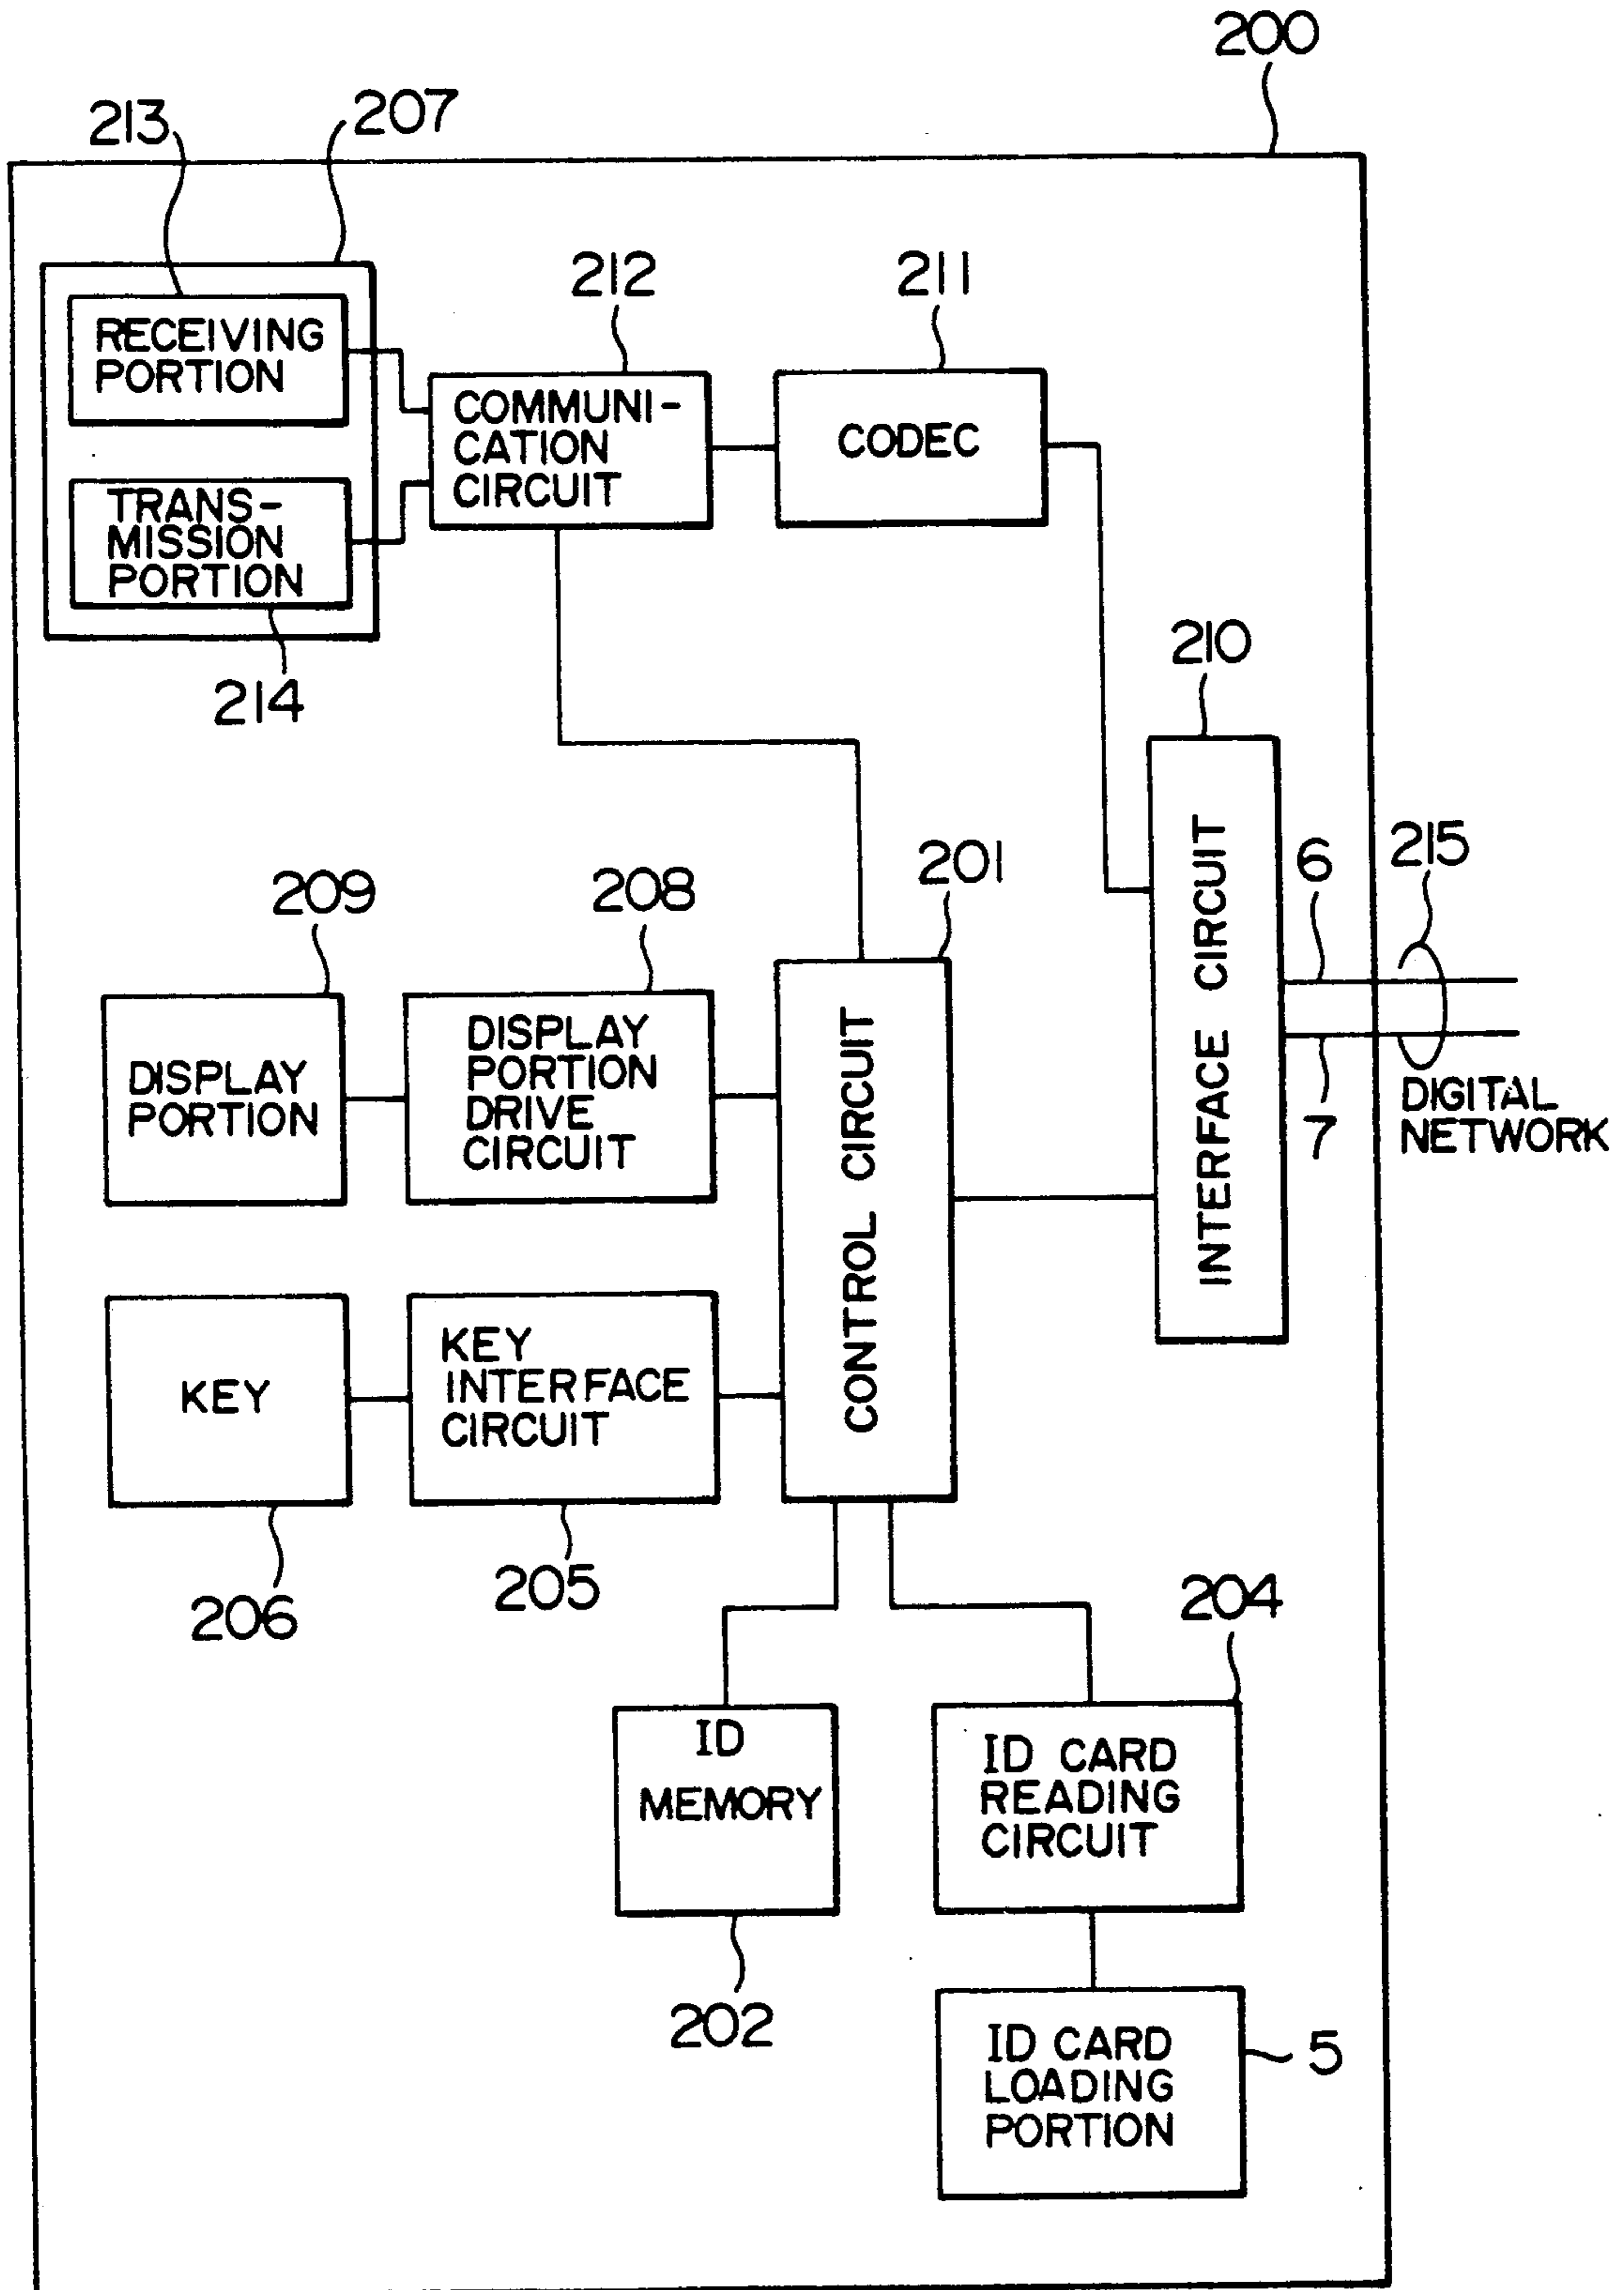 200
213
207
RECEIVING
PORTION
212
211
COMMUNI-
CATION
CIRCUIT
CODEC
TRANS-
MISSION
PORTION
214
210
INTERFACE CIRCUIT
6
215
7
DIGITAL
NETWORK
209
208
201
DISPLAY
PORTION
DISPLAY
PORTION
DRIVE
CIRCUIT
CONTROL CIRCUIT
KEY
KEY
INTERFACE
CIRCUIT
206
205
204
ID
MEMORY
ID CARD
READING
CIRCUIT
202
ID CARD
LOADING
PORTION
5